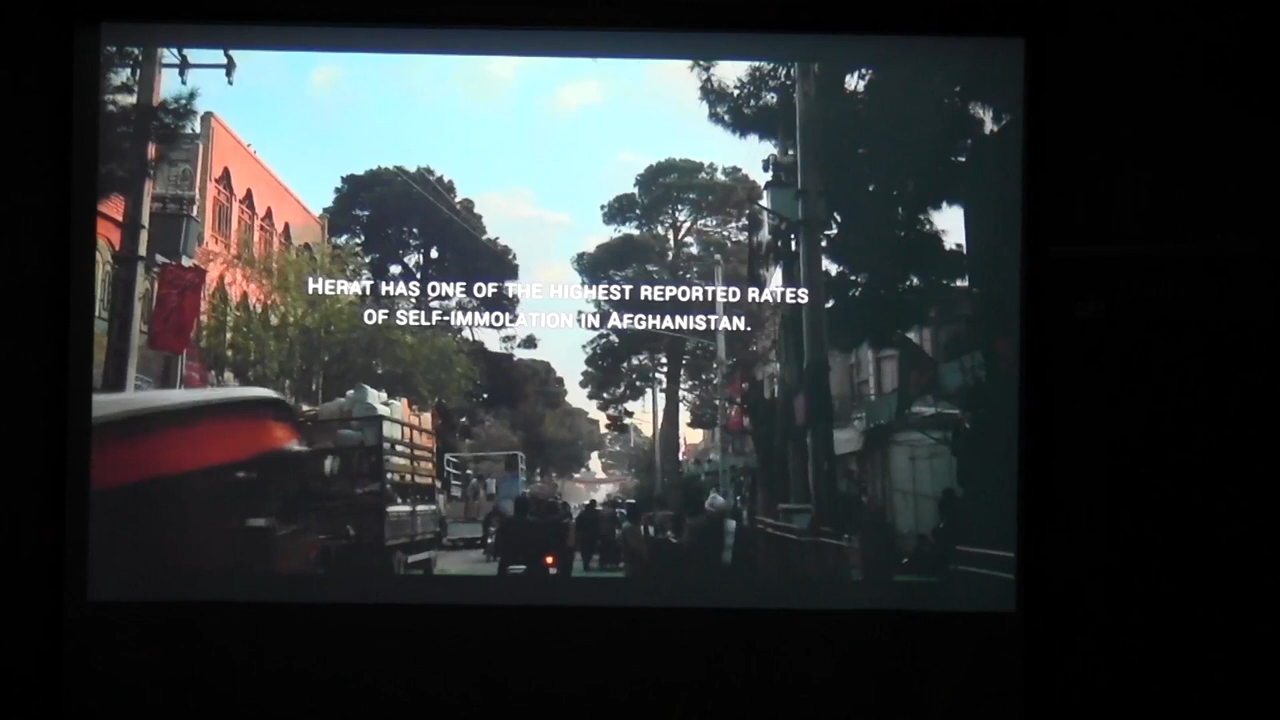 HERAT HAS ONE OF THE HIGHEST REPORTED RATES
OF SELF-IMMOLATION IN AFGHANISTAN.